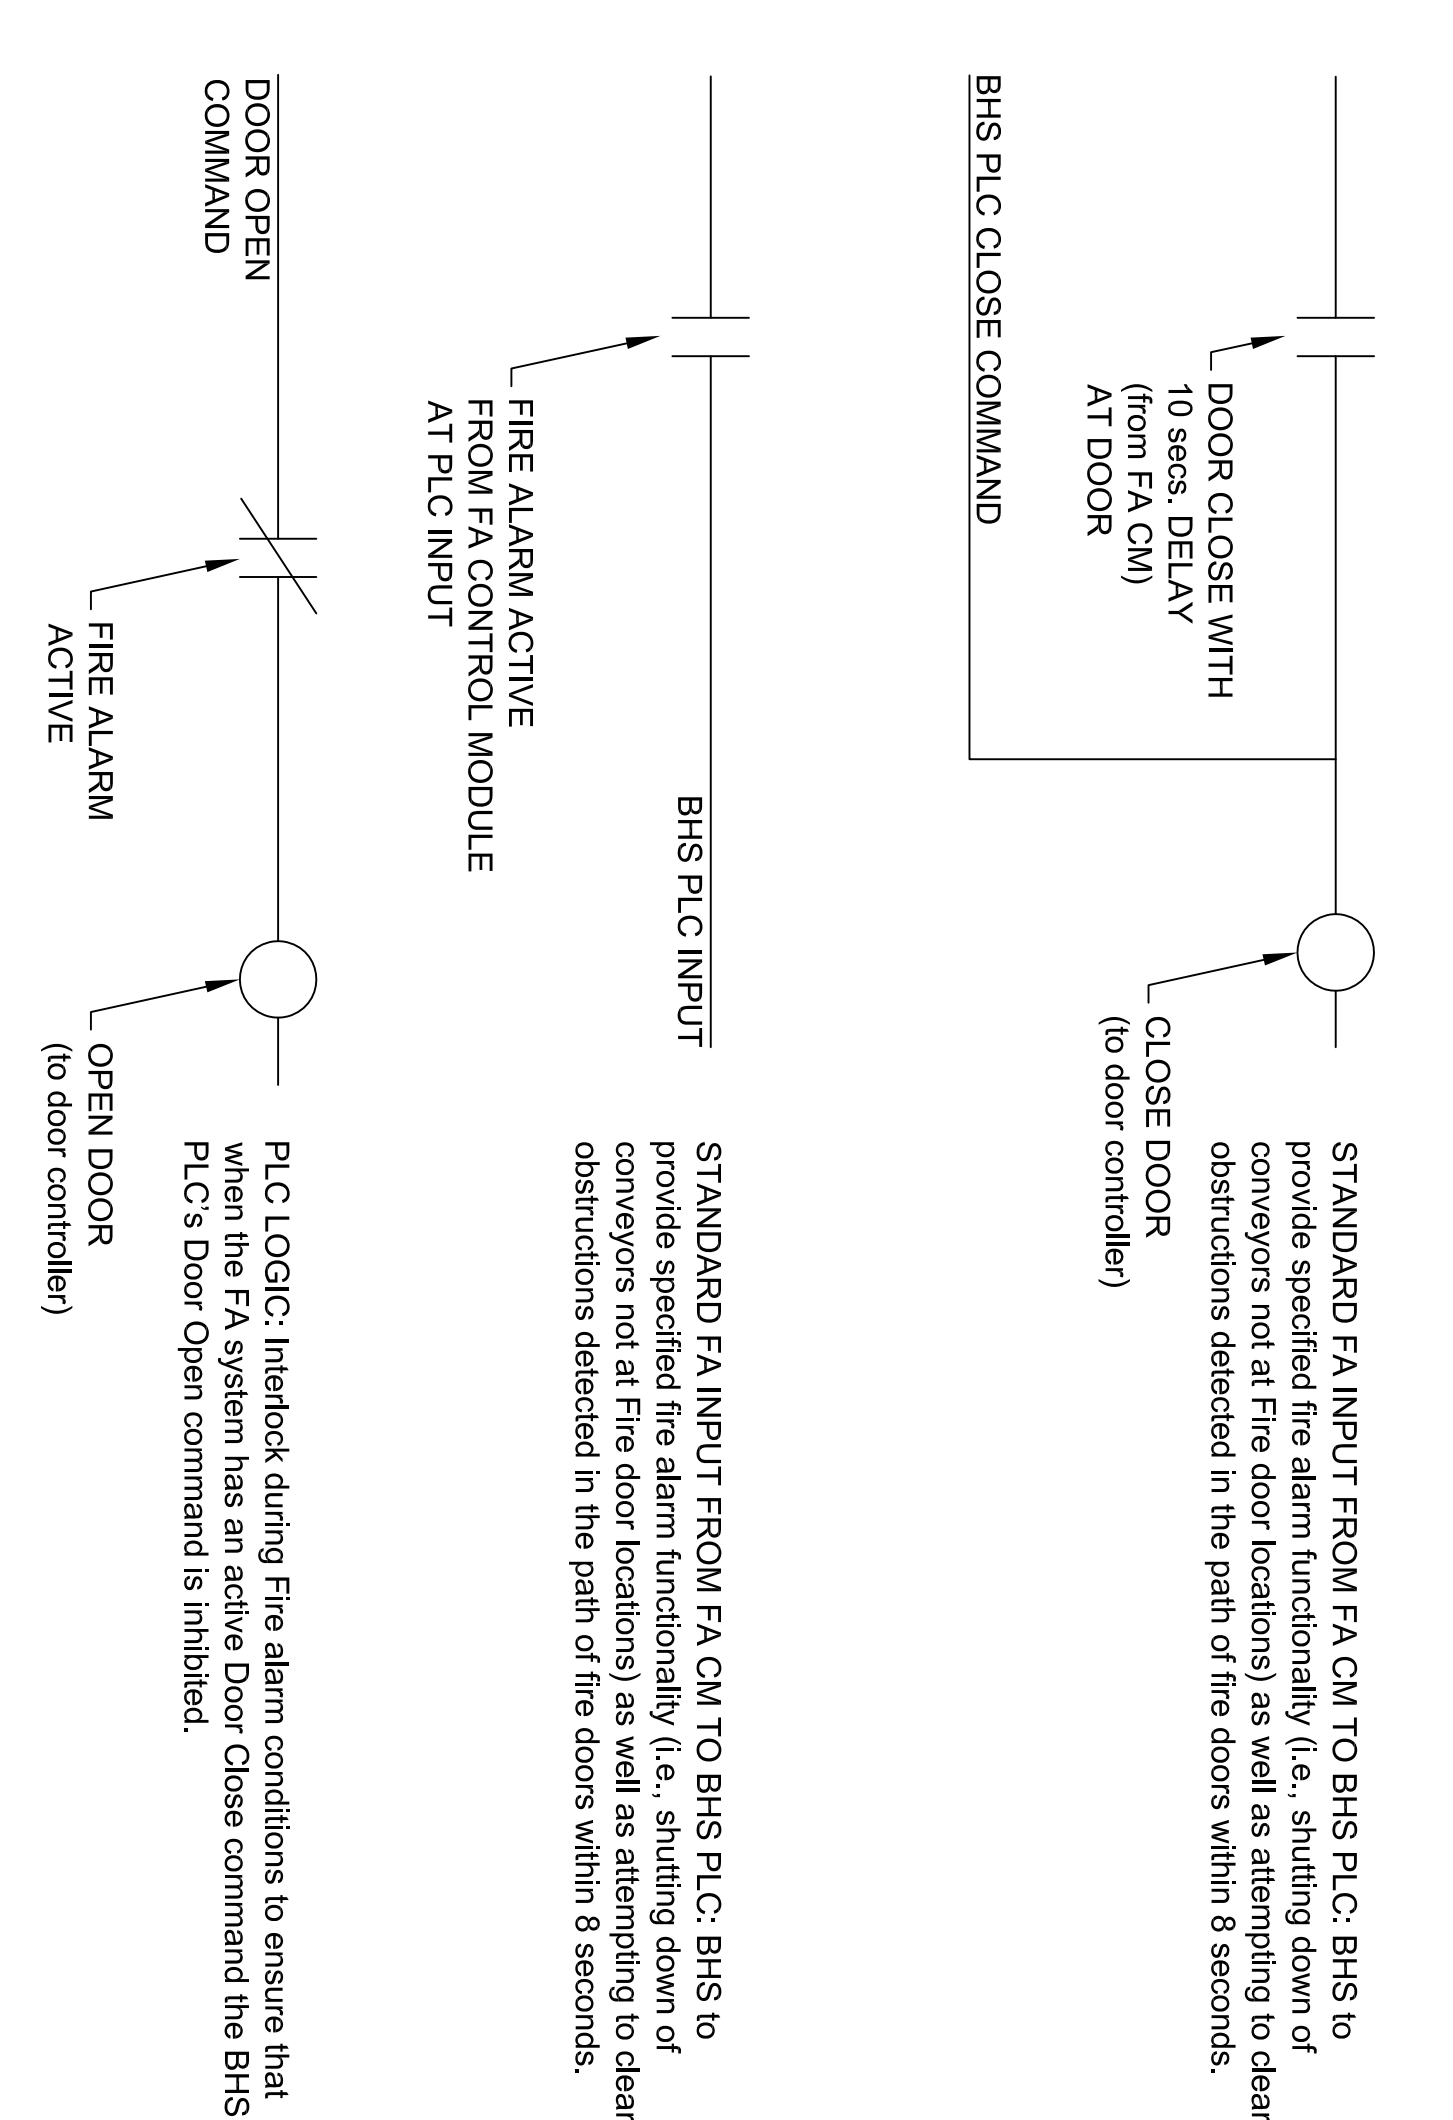 DOOR CLOSE WITH
10 secs. DELAY
(from FA CM)
AT DOOR
BHS PLC CLOSE COMMAND
CLOSE DOOR
(to door controller)
STANDARD FA INPUT FROM FA CM TO BHS PLC: BHS to
provide specified fire alarm functionality (i.e., shutting down of
conveyors not at Fire door locations) as well as attempting to clear
obstructions detected in the path of fire doors within 8 seconds.
BHS PLC INPUT
FIRE ALARM ACTIVE
FROM FA CONTROL MODULE
AT PLC INPUT
STANDARD FA INPUT FROM FA CM TO BHS PLC: BHS to
provide specified fire alarm functionality (i.e., shutting down of
conveyors not at Fire door locations) as well as attempting to clear
obstructions detected in the path of fire doors within 8 seconds.
DOOR OPEN
COMMAND
FIRE ALARM
ACTIVE
OPEN DOOR
(to door controller)
PLC LOGIC: Interlock during Fire alarm conditions to ensure that
when the FA system has an active Door Close command the BHS
PLC's Door Open command is inhibited.